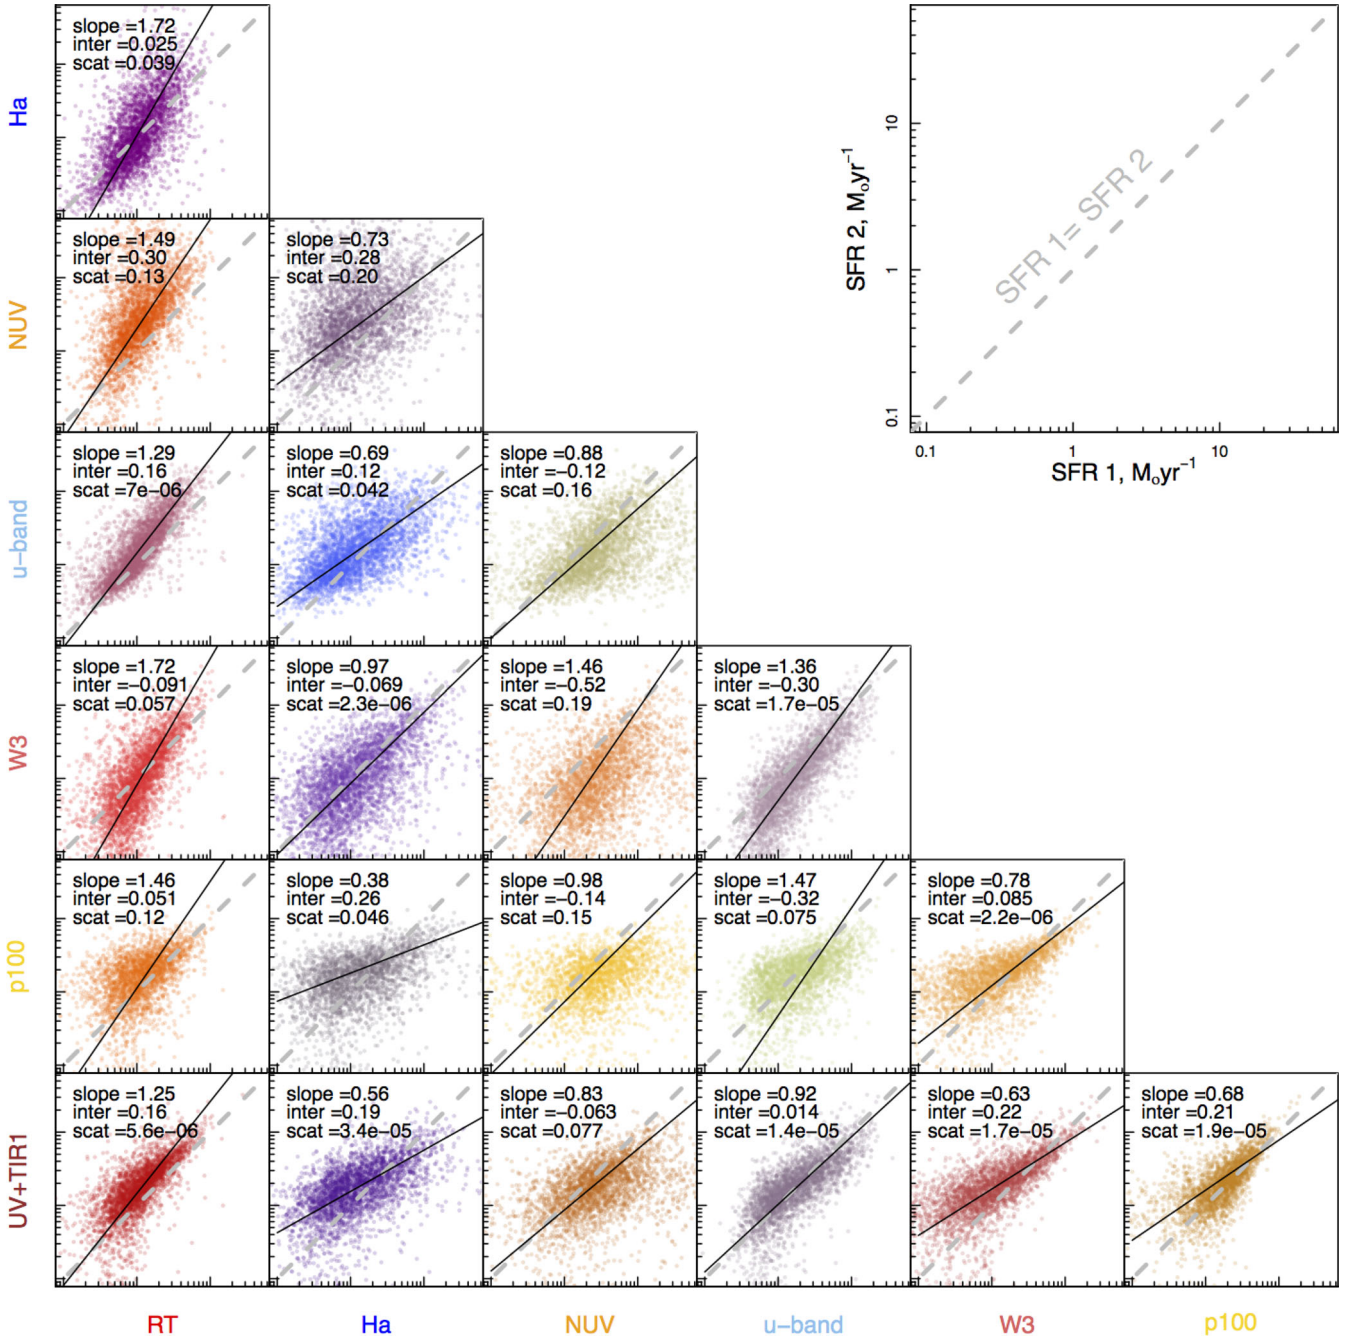 slope =1.72
inter =0.025
scat =0.039
Ha
10
1
0.1
SFR 2, M₀yr⁻¹
SFR 1= SFR 2
0.1 1 10
SFR 1, M₀yr⁻¹
slope =1.49
inter =0.30
scat =0.13
slope =0.73
inter =0.28
scat =0.20
NUV
slope =1.29
inter =0.16
scat =7e−06
slope =0.69
inter =0.12
scat =0.042
slope =0.88
inter =−0.12
scat =0.16
u−band
slope =1.72
inter =−0.091
scat =0.057
slope =0.97
inter =−0.069
scat =2.3e−06
slope =1.46
inter =−0.52
scat =0.19
slope =1.36
inter =−0.30
scat =1.7e−05
W3
slope =1.46
inter =0.051
scat =0.12
slope =0.38
inter =0.26
scat =0.046
slope =0.98
inter =−0.14
scat =0.15
slope =1.47
inter =−0.32
scat =0.075
slope =0.78
inter =0.085
scat =2.2e−06
p100
slope =1.25
inter =0.16
scat =5.6e−06
slope =0.56
inter =0.19
scat =3.4e−05
slope =0.83
inter =−0.063
scat =0.077
slope =0.92
inter =0.014
scat =1.4e−05
slope =0.63
inter =0.22
scat =1.7e−05
slope =0.68
inter =0.21
scat =1.9e−05
UV+TIR1
RT Ha NUV u−band W3 p100